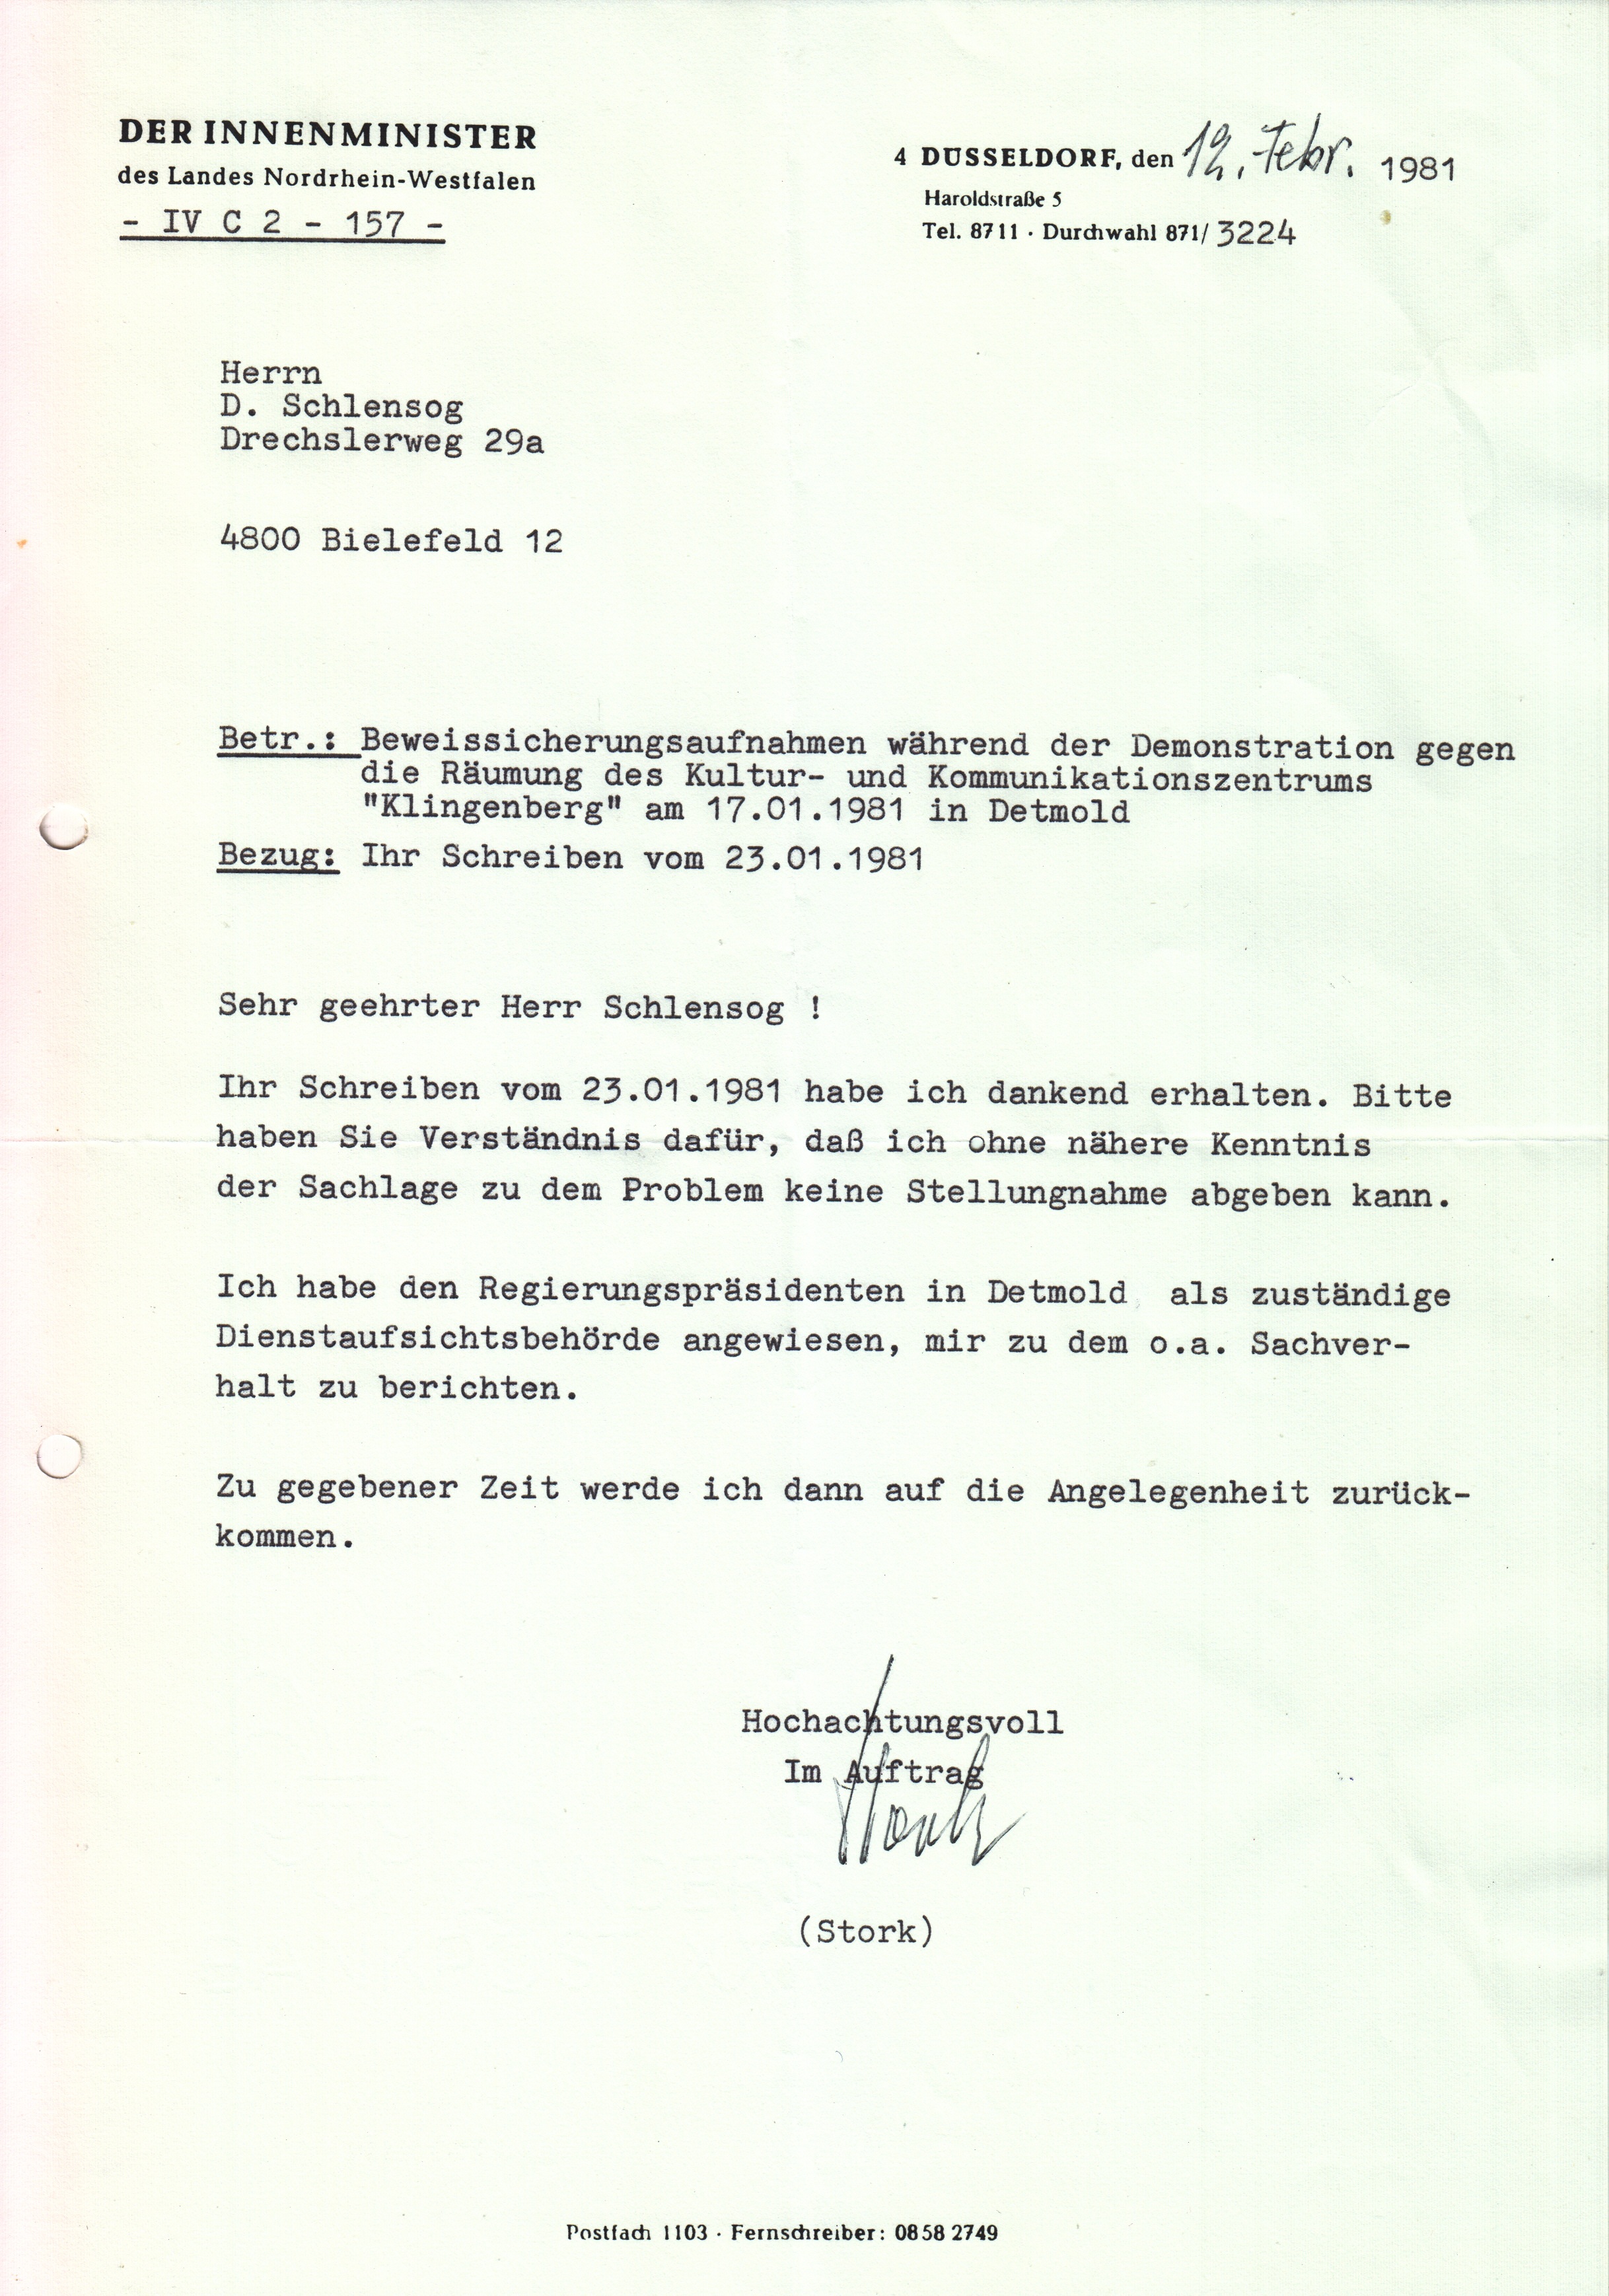 DER INNENMINISTER
des Landes Nordrhein-Westfalen
- IV C 2 - 157 -
4 DÜSSELDORF, den 12. Febr. 1981
Haroldstraße 5
Tel. 8711 · Durchwahl 871/ 3224
Herrn
D. Schlensog
Drechslerweg 29a
4800 Bielefeld 12
Betr.: Beweissicherungsaufnahmen während der Demonstration gegen
die Räumung des Kultur- und Kommunikationszentrums
"Klingenberg" am 17.01.1981 in Detmold
Bezug: Ihr Schreiben vom 23.01.1981
Sehr geehrter Herr Schlensog !
Ihr Schreiben vom 23.01.1981 habe ich dankend erhalten. Bitte
haben Sie Verständnis dafür, daß ich ohne nähere Kenntnis
der Sachlage zu dem Problem keine Stellungnahme abgeben kann.
Ich habe den Regierungspräsidenten in Detmold als zuständige
Dienstaufsichtsbehörde angewiesen, mir zu dem o.a. Sachver-
halt zu berichten.
Zu gegebener Zeit werde ich dann auf die Angelegenheit zurück-
kommen.
Hochachtungsvoll
Im Auftrag
Stork
(Stork)
Postfach 1103 · Fernschreiber: 0858 2749